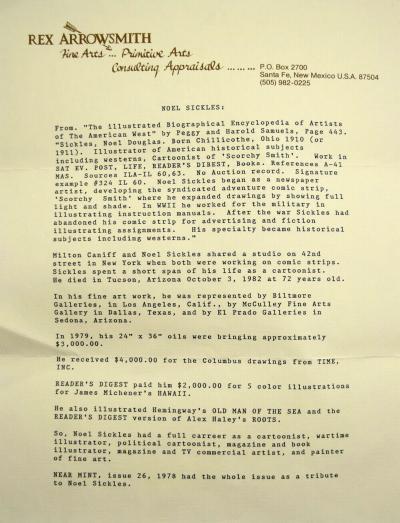 REX ARROWSMITH
Fine Arts ... Primitive Arts
Consulting Appraisals ........ P.O. Box 2700
Santa Fe, New Mexico U.S.A. 87504
(505) 982-0225
NOEL SICKLES:
From. "The illustrated Biographical Encyclopedia of Artists
of The American West" by Peggy and Harold Samuels, Page 443.
"Sickles, Noel Douglas. Born Chillicothe, Ohio 1910 (or
1911). Illustrator of American historical subjects
including westerns, Cartoonist of 'Scorchy Smith'. Work in
SAT EV. POST, LIFE, READER'S DIBEST, Books. References A-41
MAS. Sources ILA-IL 60,63. No Auction record. Signature
example #324 IL 60. Noel Sickles began as a newspaper
artist, developing the syndicated adventure comic strip,
'Scorchy Smith' where he expanded drawings by showing full
light and shade. In WWII he worked for the military in
illustrating instruction manuals. After the war Sickles had
abandoned his comic strip for advertising and fiction
illustrating assignments. His specialty became historical
subjects including westerns."
Milton Caniff and Noel Sickles shared a studio on 42nd
street in New York when both were working on comic strips.
Sickles spent a short span of his life as a cartoonist.
He died in Tucson, Arizona October 3, 1982 at 72 years old.
In his fine art work, he was represented by Biltmore
Galleries, in Los Angeles, Calif., by McCulley Fine Arts
Gallery in Dallas, Texas, and by El Prado Galleries in
Sedona, Arizona.
In 1979, his 24" x 36" oils were bringing approximately
$3,000.00.
He received $4,000.00 for the Columbus drawings from TIME,
INC.
READER'S DIGEST paid him $2,000.00 for 5 color illustrations
for James Michener's HAWAII.
He also illustrated Hemingway's OLD MAN OF THE SEA and the
READER'S DIGEST version of Alex Haley's ROOTS.
So, Noel Sickles had a full carreer as a cartoonist, wartime
illustrator, political cartoonist, magazine and book
illustrator, magazine and TV commercial artist, and painter
of fine art.
NEAR MINT, issue 26, 1978 had the whole issue as a tribute
to Noel Sickles.